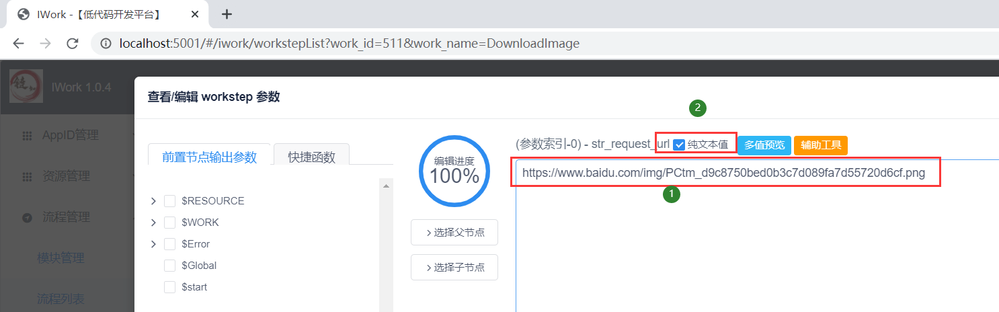 IWork -【低代码开发平台】
localhost:5001/#/iwork/workstepList?work_id=511&work_name=DownloadImage
IWork 1.0.4
AppID管理
资源管理
流程管理
模块管理
流程列表
查看/编辑 workstep 参数
前置节点输出参数 快捷函数
$RESOURCE
$WORK
$Error
$Global
$start
编辑进度
100%
选择父节点
选择子节点
2
(参数索引-0) - str_request_url 纯文本值 多值预览 辅助工具
https://www.baidu.com/img/PCtm_d9c8750bed0b3c7d089fa7d55720d6cf.png
1